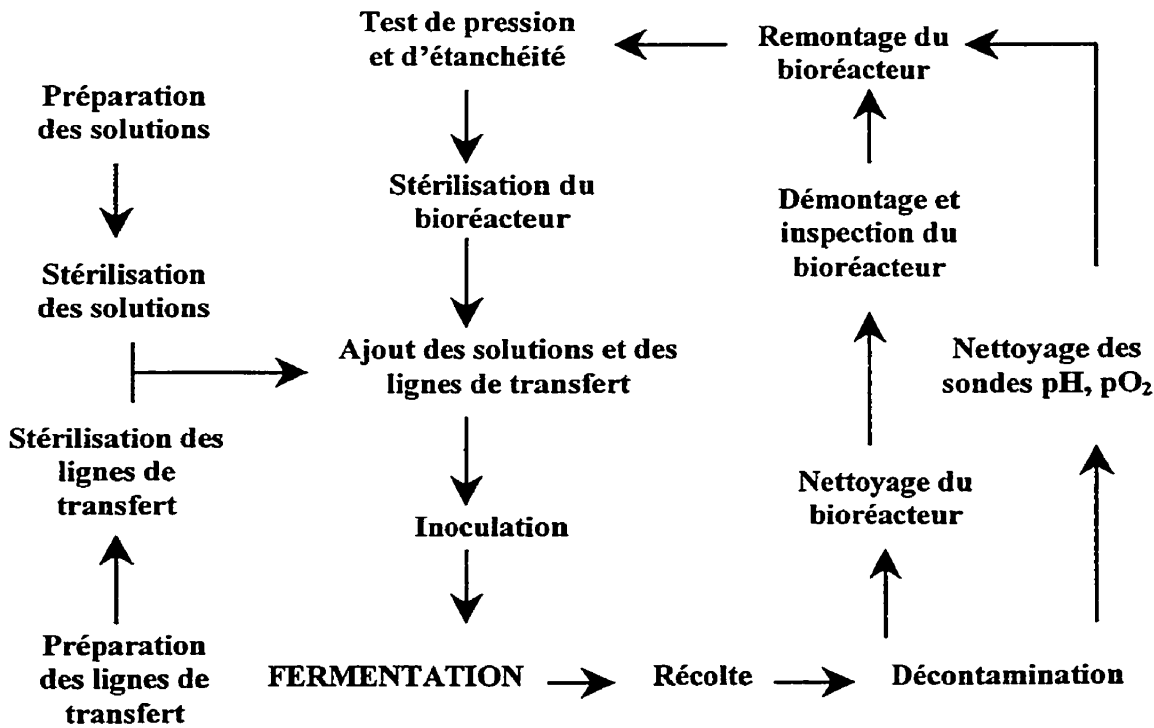 Test de pression
et d'étanchéité
Remontage du
bioréacteur
Préparation
des solutions
Stérilisation du
bioréacteur
Démontage et
inspection du
bioréacteur
Stérilisation
des solutions
Ajout des solutions et des
lignes de transfert
Nettoyage des
sondes pH, pO₂
Stérilisation des
lignes de
transfert
Nettoyage du
bioréacteur
Inoculation
Préparation
des lignes de
transfert
FERMENTATION
Récolte
Décontamination